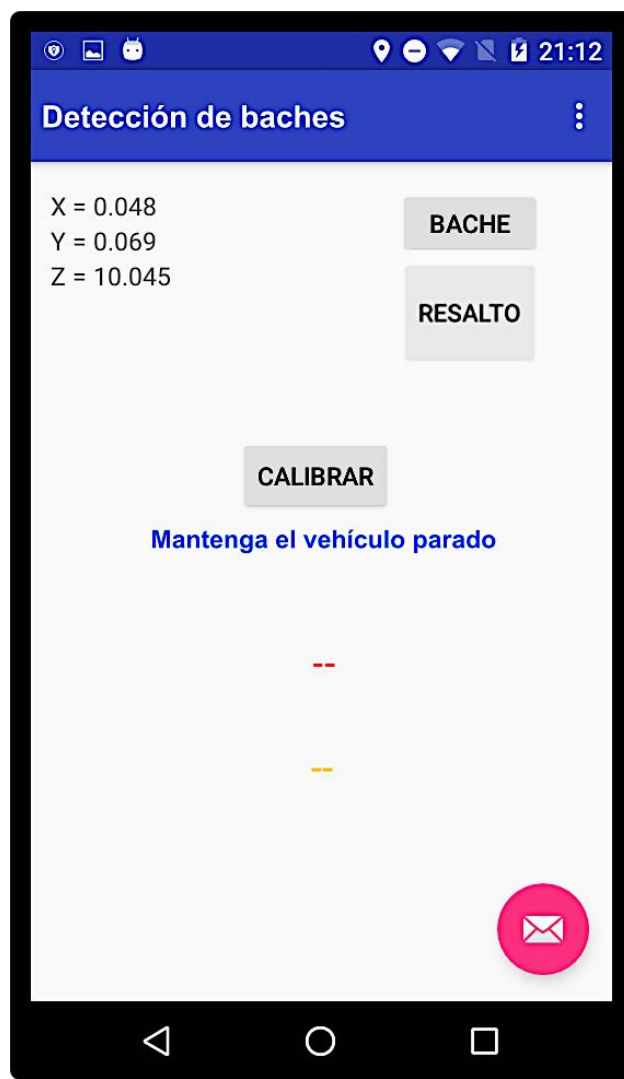 21:12
Detección de baches
X = 0.048
Y = 0.069
Z = 10.045
BACHE
RESALTO
CALIBRAR
Mantenga el vehículo parado
--
--